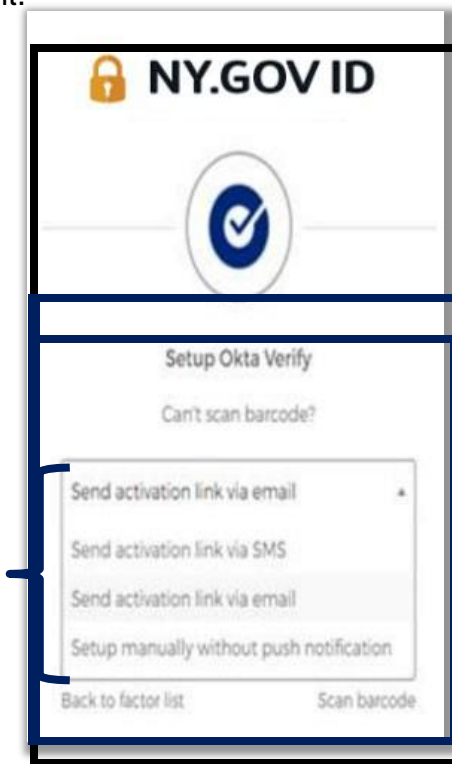 it.
NY.GOV ID
Setup Okta Verify
Can't scan barcode?
Send activation link via email
Send activation link via SMS
Send activation link via email
Setup manually without push notification
Back to factor list Scan barcode